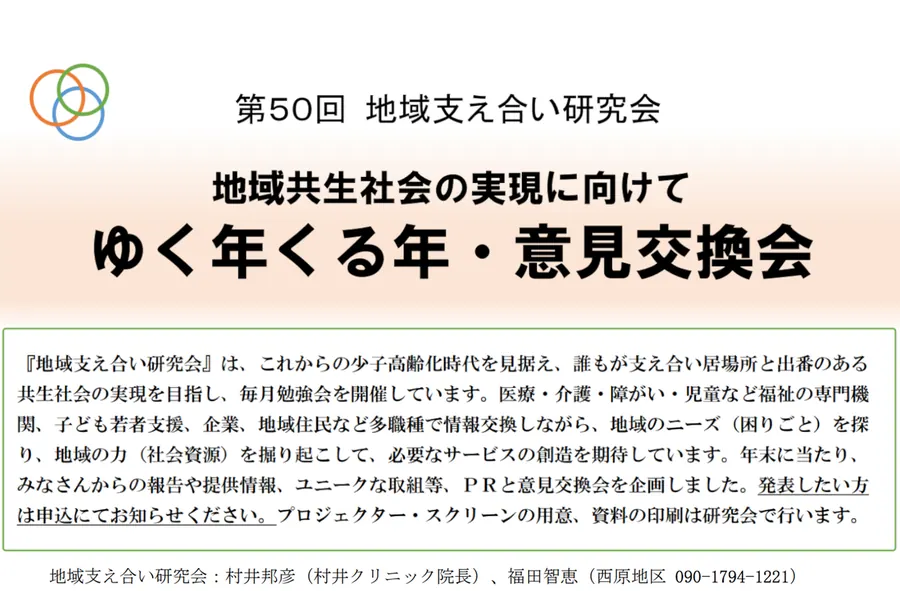 第50回 地域支え合い研究会
地域共生社会の実現に向けて
ゆく年くる年・意見交換会
『地域支え合い研究会』は、これからの少子高齢化時代を見据え、誰もが支え合い居場所と出番のある
共生社会の実現を目指し、毎月勉強会を開催しています。医療・介護・障がい・児童など福祉の専門機
関、子ども若者支援、企業、地域住民など多職種で情報交換しながら、地域のニーズ（困りごと）を探
り、地域の力（社会資源）を掘り起こして、必要なサービスの創造を期待しています。年末に当たり、
みなさんからの報告や提供情報、ユニークな取組等、ＰＲと意見交換会を企画しました。発表したい方
は申込にてお知らせください。プロジェクター・スクリーンの用意、資料の印刷は研究会で行います。
地域支え合い研究会：村井邦彦（村井クリニック院長）、福田智恵（西原地区 090-1794-1221）